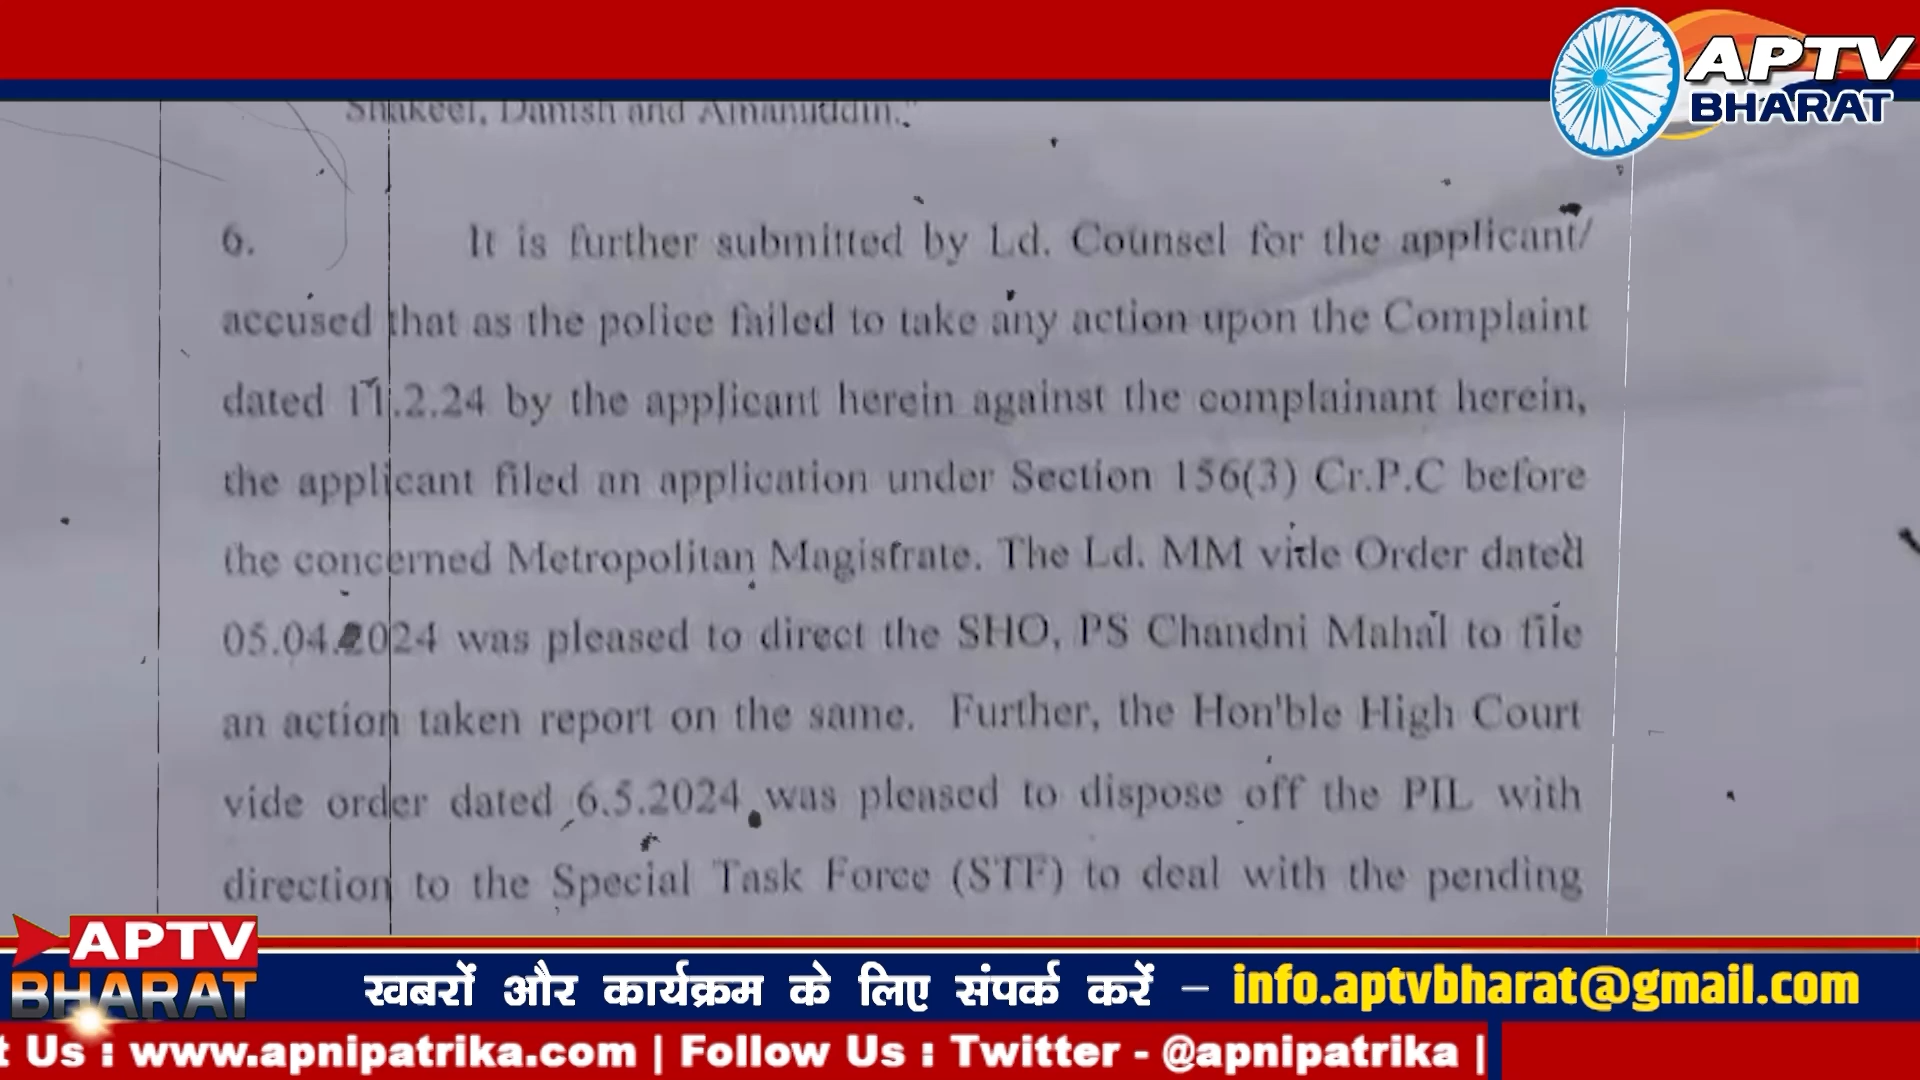 APTV
BHARAT
Shakeel, Danish and Amanuddin."
6. It is further submitted by Ld. Counsel for the applicant/
accused that as the police failed to take any action upon the Complaint
dated 11.2.24 by the applicant herein against the complainant herein,
the applicant filed an application under Section 156(3) Cr.P.C before
the concerned Metropolitan Magistrate. The Ld. MM vide Order dated
05.04.2024 was pleased to direct the SHO, PS Chandni Mahal to file
an action taken report on the same. Further, the Hon'ble High Court
vide order dated 6.5.2024 was pleased to dispose off the PIL with
direction to the Special Task Force (STF) to deal with the pending
APTV
BHARAT
खबरों और कार्यक्रम के लिए संपर्क करें – info.aptvbharat@gmail.com
t Us : www.apnipatrika.com | Follow Us : Twitter - @apnipatrika |